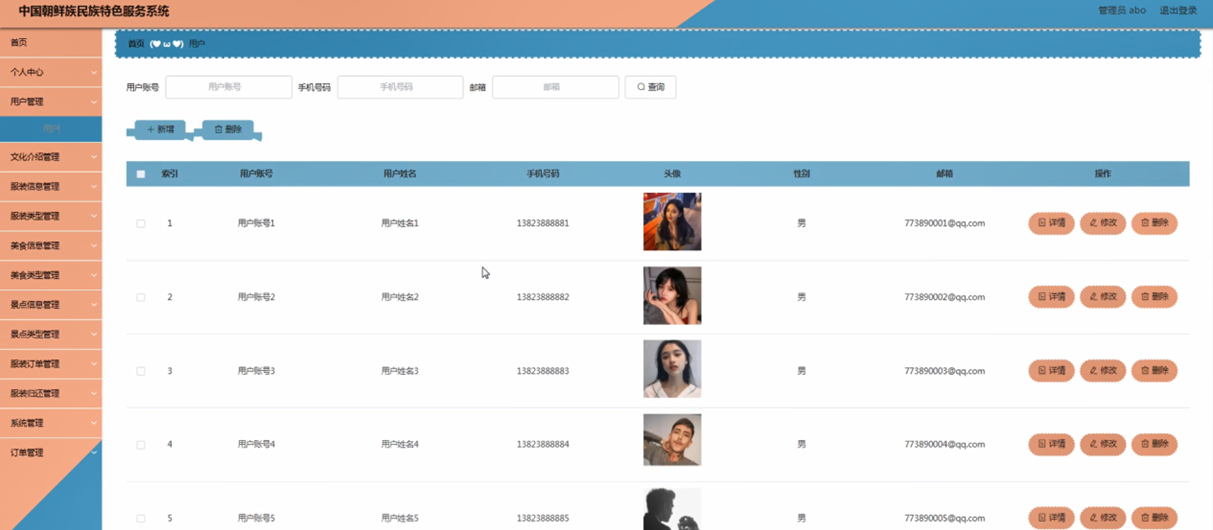 中国朝鲜族民族特色服务系统
管理员 abo 退出登录
首页
首页 (♥ω♥) 用户
个人中心
用户管理
用户
文化介绍管理
服装信息管理
服装类型管理
美食信息管理
美食类型管理
景点信息管理
景点类型管理
服装订单管理
服装归还管理
系统管理
订单管理
用户账号 用户账号 手机号码 手机号码 邮箱 邮箱 查询
新增 删除
索引 用户账号 用户姓名 手机号码 头像 性别 邮箱 操作
1 用户账号1 用户姓名1 13823888881 男 773890001@qq.com 详情 修改 删除
2 用户账号2 用户姓名2 13823888882 男 773890002@qq.com 详情 修改 删除
3 用户账号3 用户姓名3 13823888883 男 773890003@qq.com 详情 修改 删除
4 用户账号4 用户姓名4 13823888884 男 773890004@qq.com 详情 修改 删除
5 用户账号5 用户姓名5 13823888885 男 773890005@qq.com 详情 修改 删除